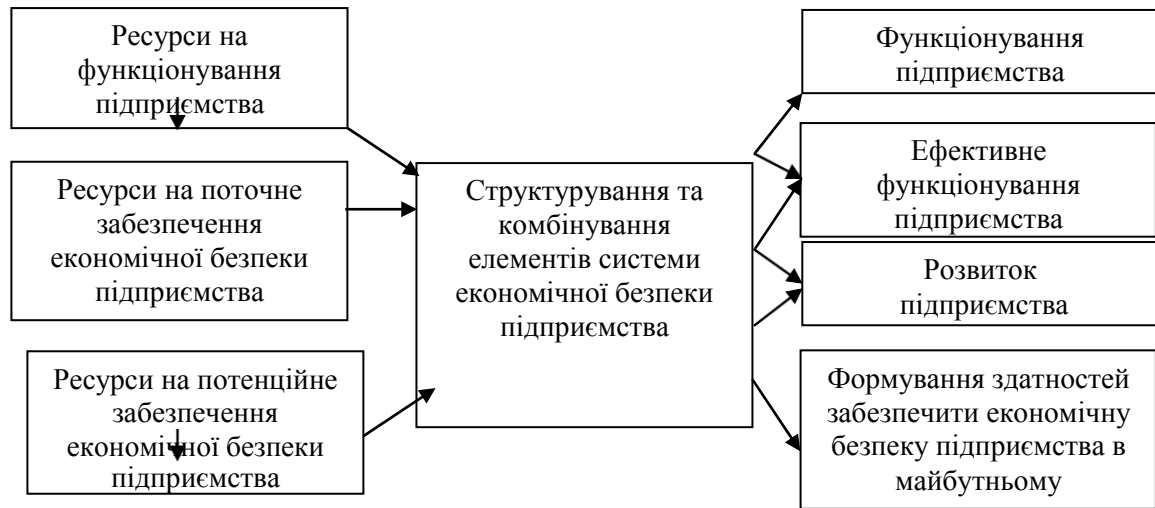 Ресурси на
функціонування
підприємства
Ресурси на поточне
забезпечення
економічної безпеки
підприємства
Ресурси на потенційне
забезпечення
економічної безпеки
підприємства
Структурування та
комбінування
елементів системи
економічної безпеки
підприємства
Функціонування
підприємства
Ефективне
функціонування
підприємства
Розвиток
підприємства
Формування здатностей
забезпечити економічну
безпеку підприємства в
майбутньому